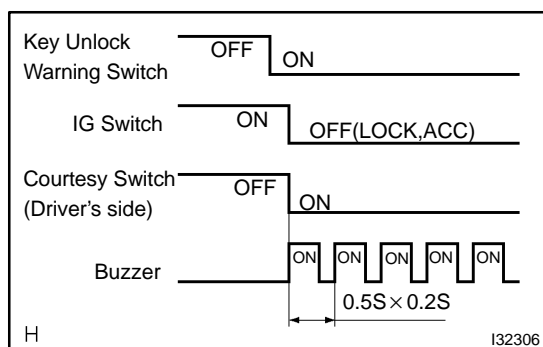 Key Unlock
Warning Switch
OFF
ON
IG Switch
ON
OFF(LOCK,ACC)
Courtesy Switch
(Driver's side)
OFF
ON
Buzzer
ON ON ON ON ON
0.5S×0.2S
H
I32306